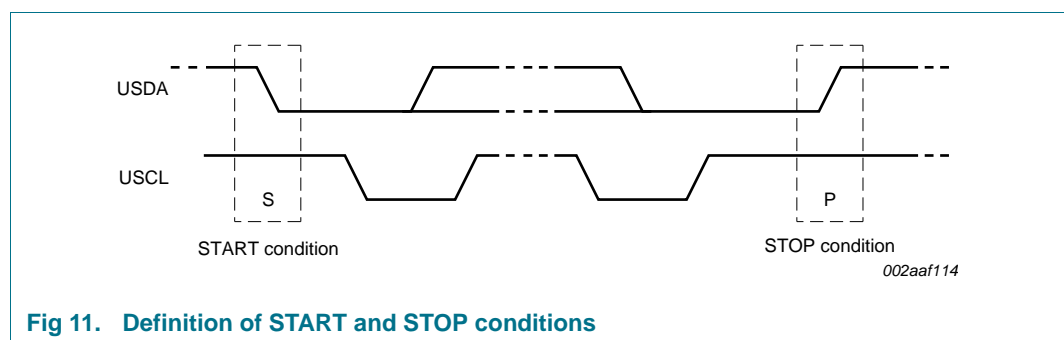 USDA
USCL
S
P
START condition
STOP condition
002aaf114
Fig 11. Definition of START and STOP conditions